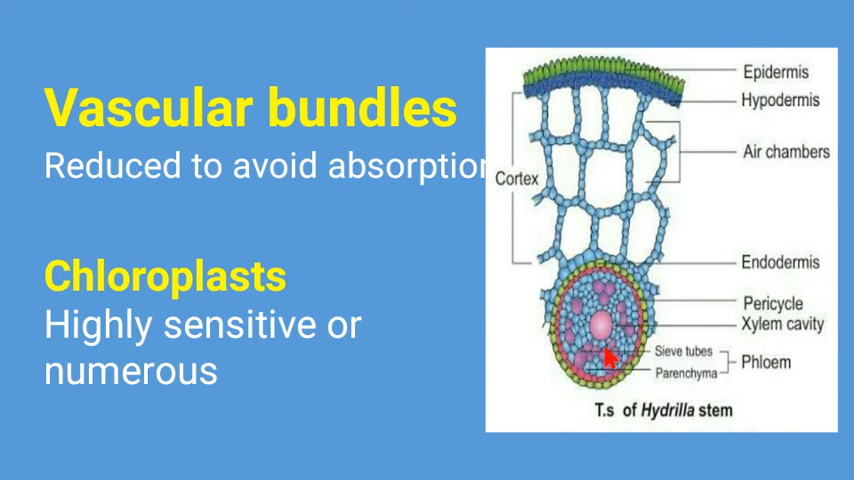 Vascular bundles
Reduced to avoid absorption
Chloroplasts
Highly sensitive or
numerous
Epidermis
Hypodermis
Air chambers
Cortex
Endodermis
Pericycle
Xylem cavity
Sieve tubes
Phloem
Parenchyma
T.s of Hydrilla stem